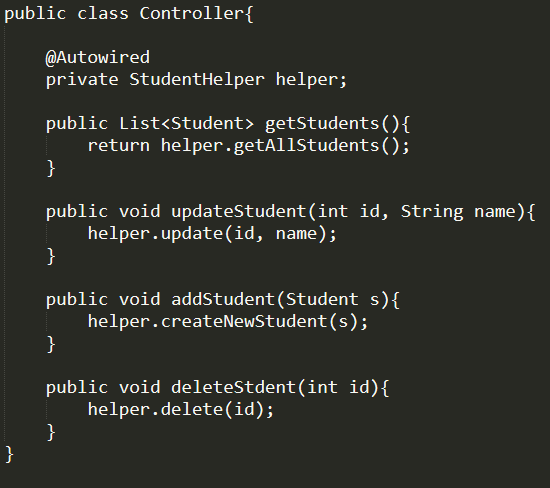 public class Controller{
@Autowired
private StudentHelper helper;
public List<Student> getStudents(){
return helper.getAllStudents();
}
public void updateStudent(int id, String name){
helper.update(id, name);
}
public void addStudent(Student s){
helper.createNewStudent(s);
}
public void deleteStdent(int id){
helper.delete(id);
}
}